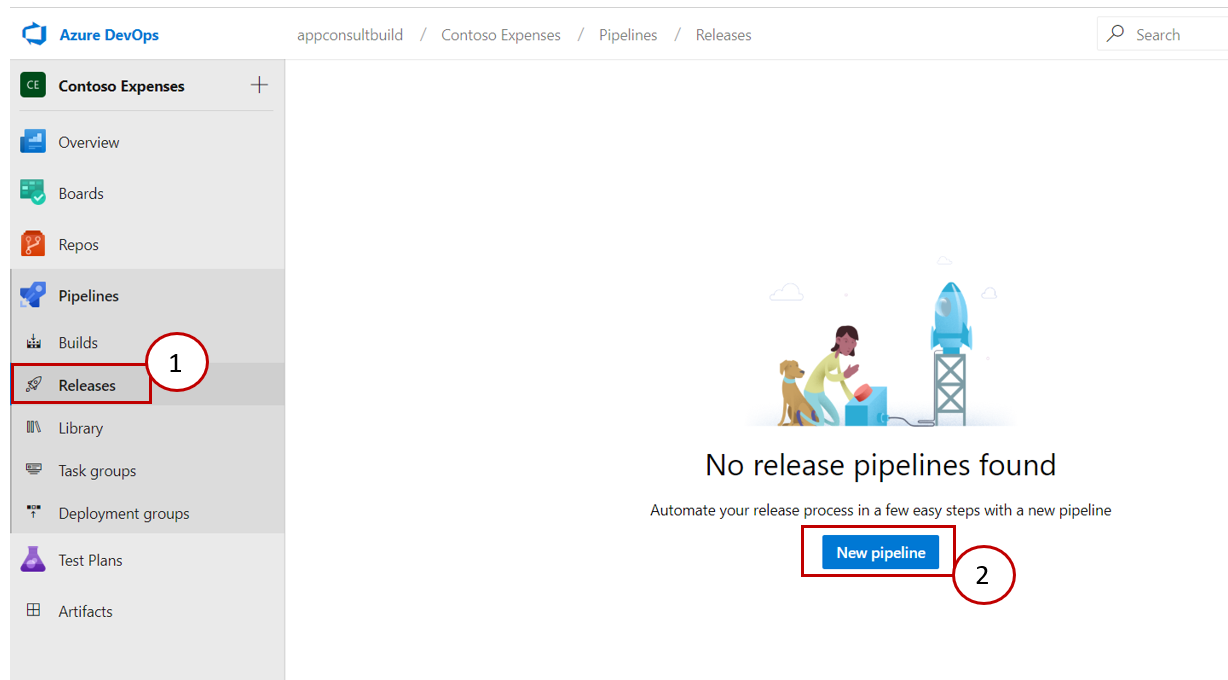 Azure DevOps
appconsultbuild / Contoso Expenses / Pipelines / Releases
Search
CE Contoso Expenses +
Overview
Boards
Repos
Pipelines
Builds
1
Releases
Library
Task groups
Deployment groups
Test Plans
Artifacts
No release pipelines found
Automate your release process in a few easy steps with a new pipeline
New pipeline
2